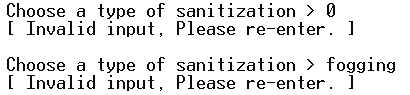 Choose a type of sanitization > 0
[ Invalid input, Please re-enter. ]
Choose a type of sanitization > fogging
[ Invalid input, Please re-enter. ]